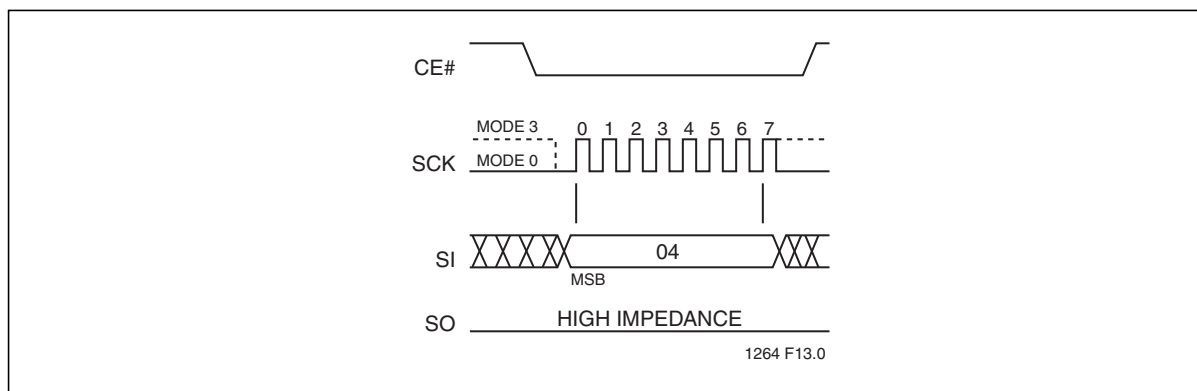 CE#
MODE 3
0 1 2 3 4 5 6 7
SCK
MODE 0
SI
04
MSB
SO
HIGH IMPEDANCE
1264 F13.0